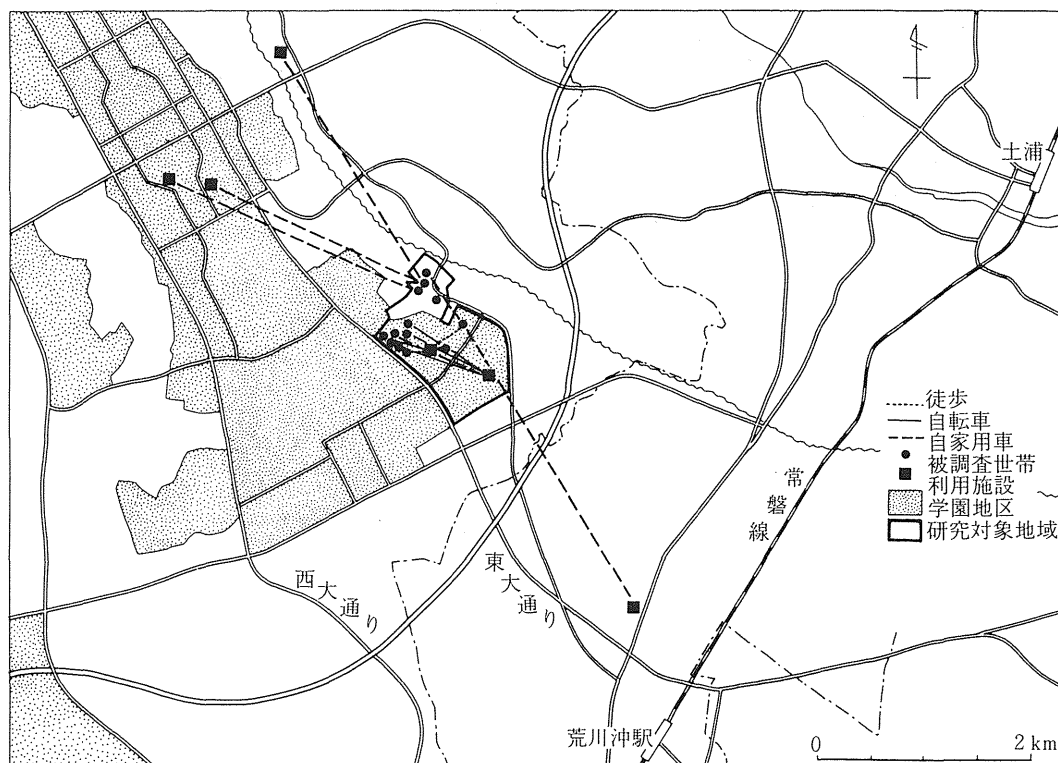 土浦
徒歩
自転車
自家用車
被調査世帯
利用施設
学園地区
研究対象地域
常磐線
東大通り
西大通り
荒川沖駅
0 2 km